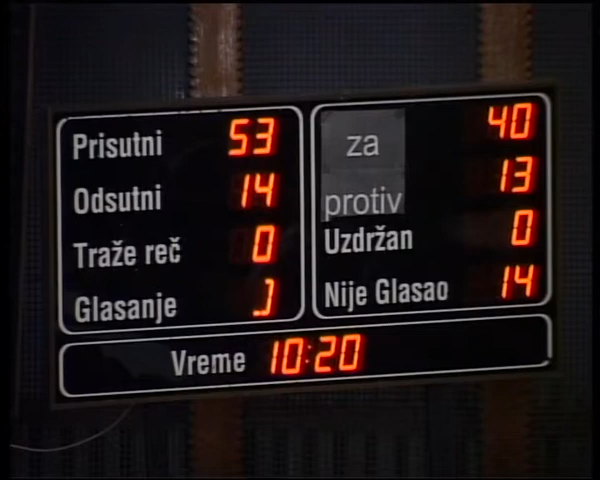 Prisutni 53
Odsutni 14
Traže reč 0
Glasanje
za 40
protiv 13
Uzdržan 0
Nije Glasao 14
Vreme 10:20